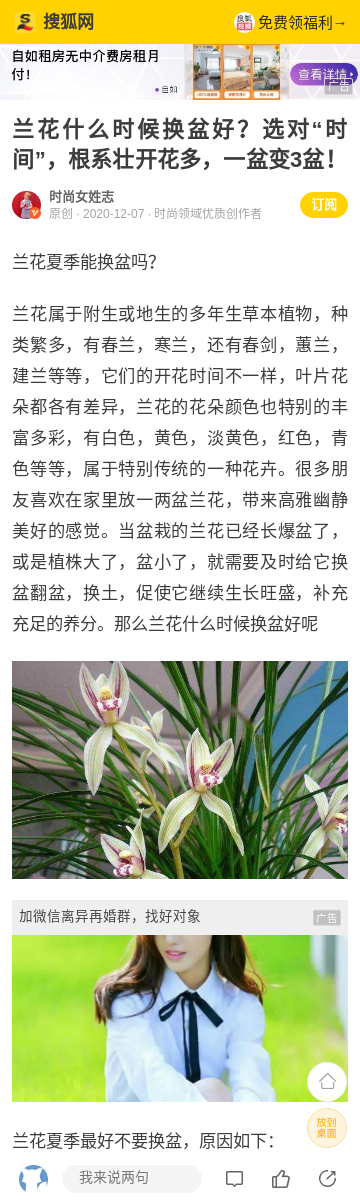 搜狐网
搜狐视频
免费领福利→
自如租房无中介费房租月
付！
自如
查看详情
广告
兰花什么时候换盆好？选对“时
间”，根系壮开花多，一盆变3盆！
时尚女姓志
原创 · 2020-12-07 · 时尚领域优质创作者
订阅
兰花夏季能换盆吗？
兰花属于附生或地生的多年生草本植物，种
类繁多，有春兰，寒兰，还有春剑，蕙兰，
建兰等等，它们的开花时间不一样，叶片花
朵都各有差异，兰花的花朵颜色也特别的丰
富多彩，有白色，黄色，淡黄色，红色，青
色等等，属于特别传统的一种花卉。很多朋
友喜欢在家里放一两盆兰花，带来高雅幽静
美好的感觉。当盆栽的兰花已经长爆盆了，
或是植株大了，盆小了，就需要及时给它换
盆翻盆，换土，促使它继续生长旺盛，补充
充足的养分。那么兰花什么时候换盆好呢
加微信离异再婚群，找好对象
广告
放到
桌面
兰花夏季最好不要换盆，原因如下：
我来说两句